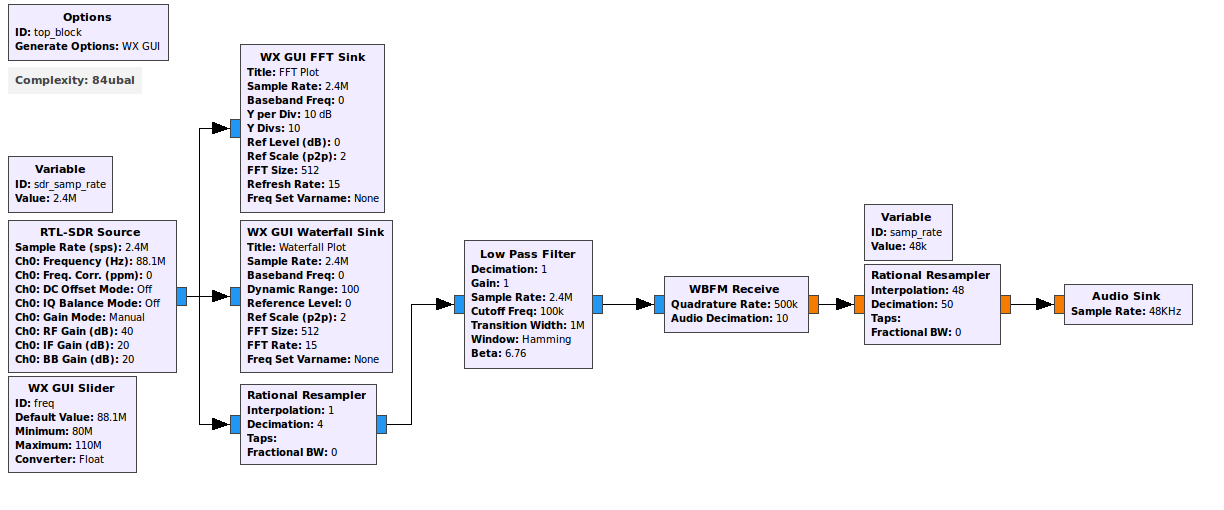 Options
ID: top_block
Generate Options: WX GUI
Complexity: 84ubal
Variable
ID: sdr_samp_rate
Value: 2.4M
RTL-SDR Source
Sample Rate (sps): 2.4M
Ch0: Frequency (Hz): 88.1M
Ch0: Freq. Corr. (ppm): 0
Ch0: DC Offset Mode: Off
Ch0: IQ Balance Mode: Off
Ch0: Gain Mode: Manual
Ch0: RF Gain (dB): 40
Ch0: IF Gain (dB): 20
Ch0: BB Gain (dB): 20
WX GUI Slider
ID: freq
Default Value: 88.1M
Minimum: 80M
Maximum: 110M
Converter: Float
WX GUI FFT Sink
Title: FFT Plot
Sample Rate: 2.4M
Baseband Freq: 0
Y per Div: 10 dB
Y Divs: 10
Ref Level (dB): 0
Ref Scale (p2p): 2
FFT Size: 512
Refresh Rate: 15
Freq Set Varname: None
WX GUI Waterfall Sink
Title: Waterfall Plot
Sample Rate: 2.4M
Baseband Freq: 0
Dynamic Range: 100
Reference Level: 0
Ref Scale (p2p): 2
FFT Size: 512
FFT Rate: 15
Freq Set Varname: None
Rational Resampler
Interpolation: 1
Decimation: 4
Taps:
Fractional BW: 0
Low Pass Filter
Decimation: 1
Gain: 1
Sample Rate: 2.4M
Cutoff Freq: 100k
Transition Width: 1M
Window: Hamming
Beta: 6.76
WBFM Receive
Quadrature Rate: 500k
Audio Decimation: 10
Variable
ID: samp_rate
Value: 48k
Rational Resampler
Interpolation: 48
Decimation: 50
Taps:
Fractional BW: 0
Audio Sink
Sample Rate: 48KHz